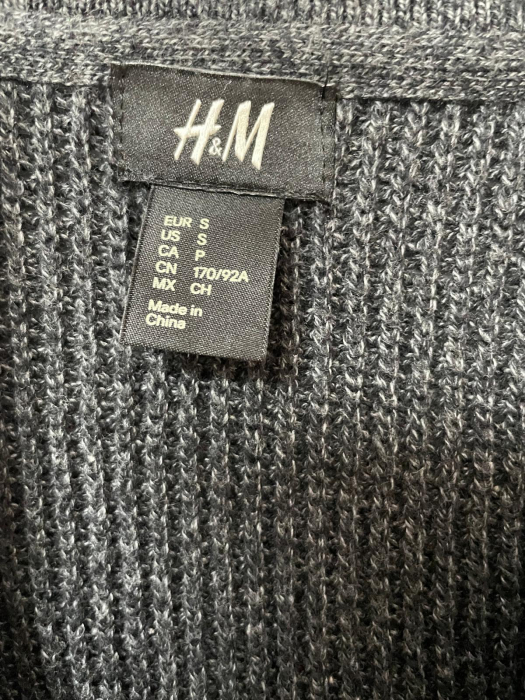 H&M
EUR S
US S
CA P
CN 170/92A
MX CH
Made in
China